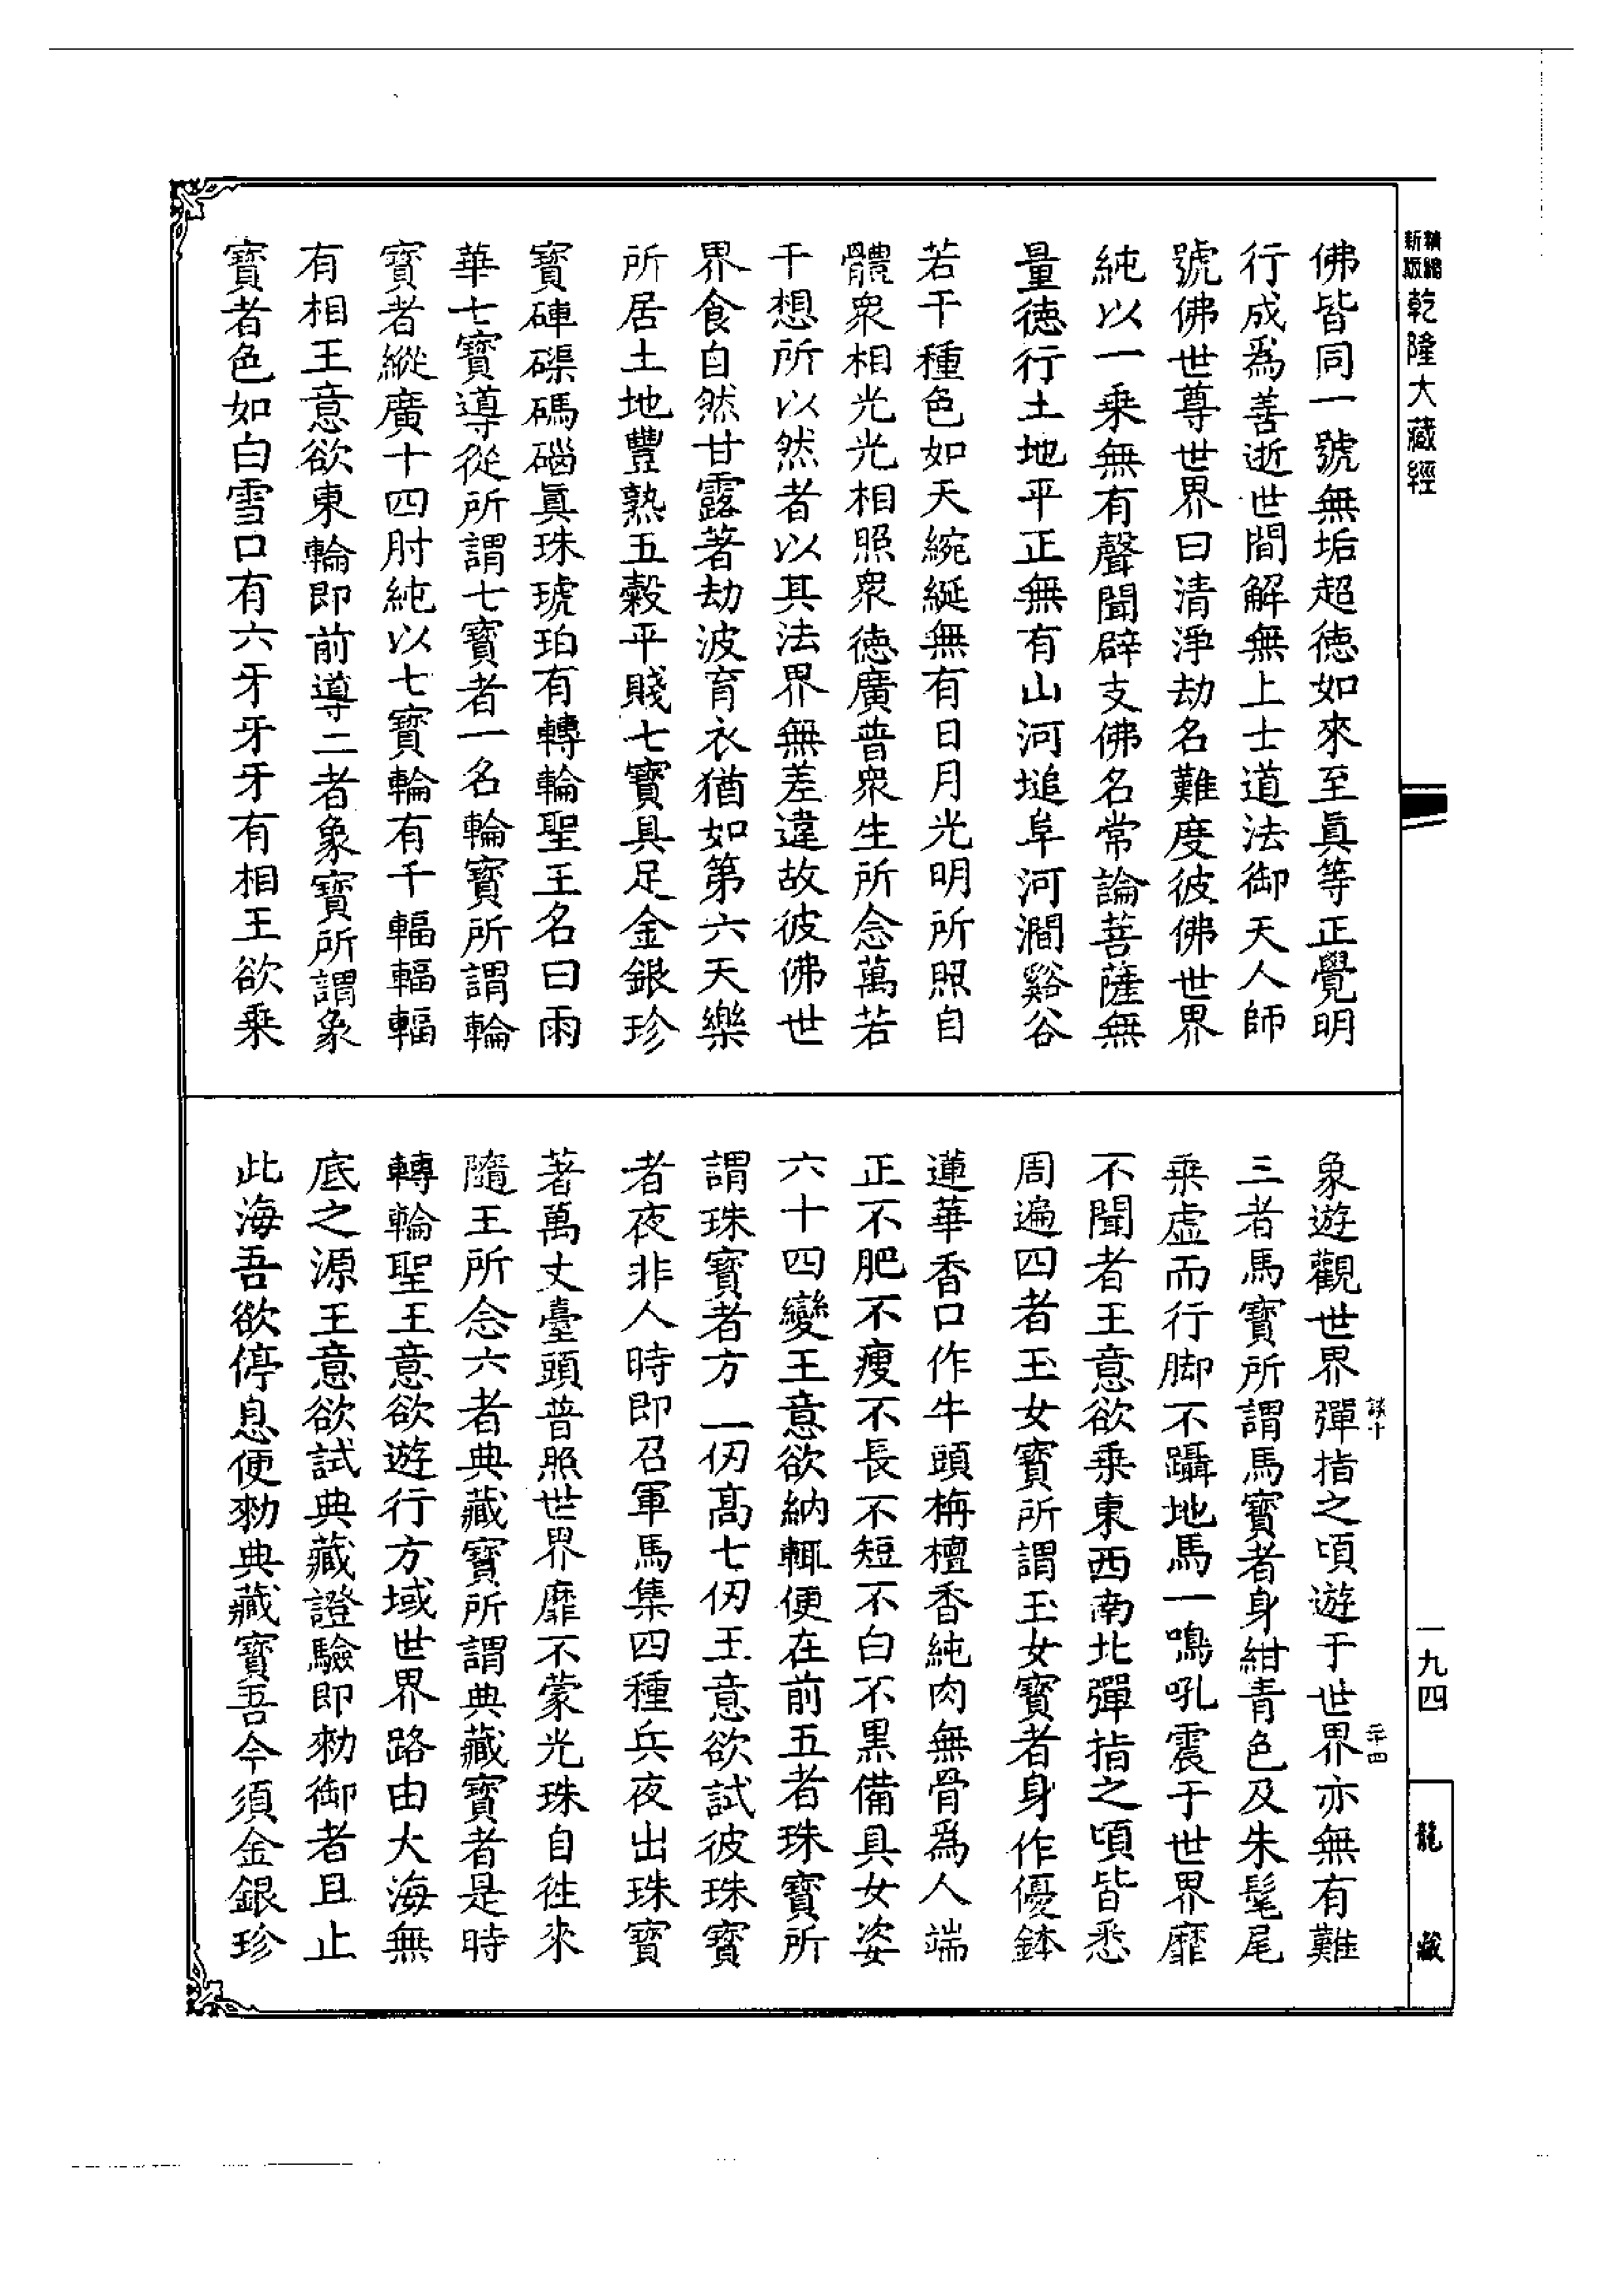 新版
精縮
乾隆大藏經
佛皆同一號無垢超德如來至真等正覺明
行成爲善逝世間解無上士道法御天人師
號佛世尊世界曰清淨劫名難度彼佛世界
純以一乘無有聲聞辟支佛名常論菩薩無
量德行土地平正無有山河塠阜河澗谿谷
若干種色如天綩綖無有日月光明所照自
體衆相光光相照衆德廣普衆生所念萬若
干想所以然者以其法界無差違故彼佛世
界食自然甘露著劫波育衣猶如第六天樂
所居土地豐熟五穀平賤七寶具足金銀珍
寶硨磲碼碯真珠琥珀有轉輪聖王名曰雨
華七寶導從所謂七寶者一名輪寶所謂輪
寶者縱廣十四肘純以七寶輪有千輻輻輻
有相王意欲東輪即前導二者象寶所謂象
寶者色如白雪口有六牙牙牙有相王欲乗
象遊觀世界彈指之頃遊于世界亦無有難
三者馬寶所謂馬寶者身紺青色及朱髦尾
乗虛而行脚不躡地馬一鳴吼震于世界靡
不聞者王意欲乗東西南北彈指之頃皆悉
周遍四者玉女寶所謂玉女寶者身作優鉢
蓮華香口作牛頭栴檀香純肉無骨爲人端
正不肥不瘦不長不短不白不黑備具女姿
六十四變王意欲納輒便在前五者珠寶所
謂珠寶者方一仞高七仞王意欲試彼珠寶
者夜非人時即召軍馬集四種兵夜出珠寶
著萬丈臺頭普照世界靡不蒙光珠自往來
隨王所念六者典藏寶所謂典藏寶者是時
轉輪聖王意欲遊行方域世界路由大海無
底之源王意欲試典藏證驗即勑御者且止
此海吾欲停息便勑典藏寶吾今須金銀珍
談十
二十四
一九四
龍藏